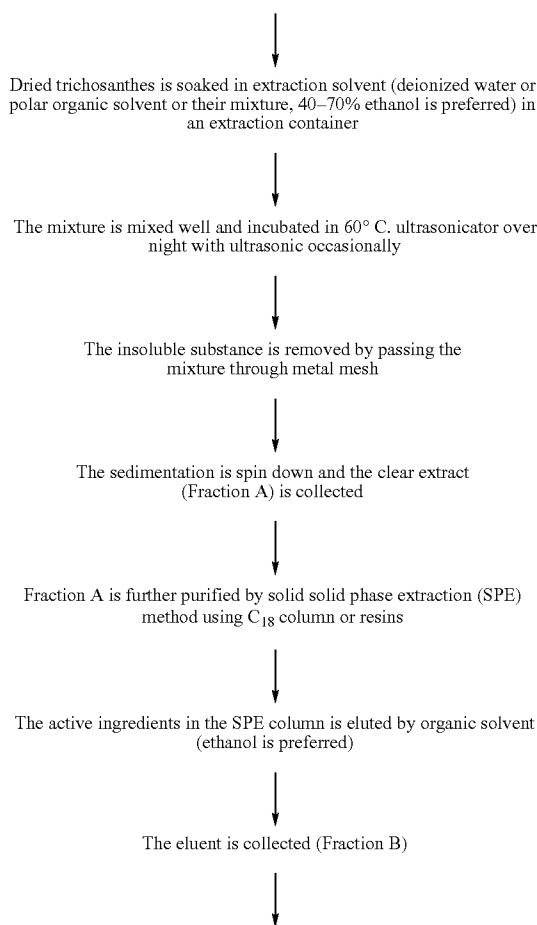 Dried trichosanthes is soaked in extraction solvent (deionized water or
polar organic solvent or their mixture, 40–70% ethanol is preferred) in
an extraction container
The mixture is mixed well and incubated in 60° C. ultrasonicator over
night with ultrasonic occasionally
The insoluble substance is removed by passing the
mixture through metal mesh
The sedimentation is spin down and the clear extract
(Fraction A) is collected
Fraction A is further purified by solid solid phase extraction (SPE)
method using C18 column or resins
The active ingredients in the SPE column is eluted by organic solvent
(ethanol is preferred)
The eluent is collected (Fraction B)